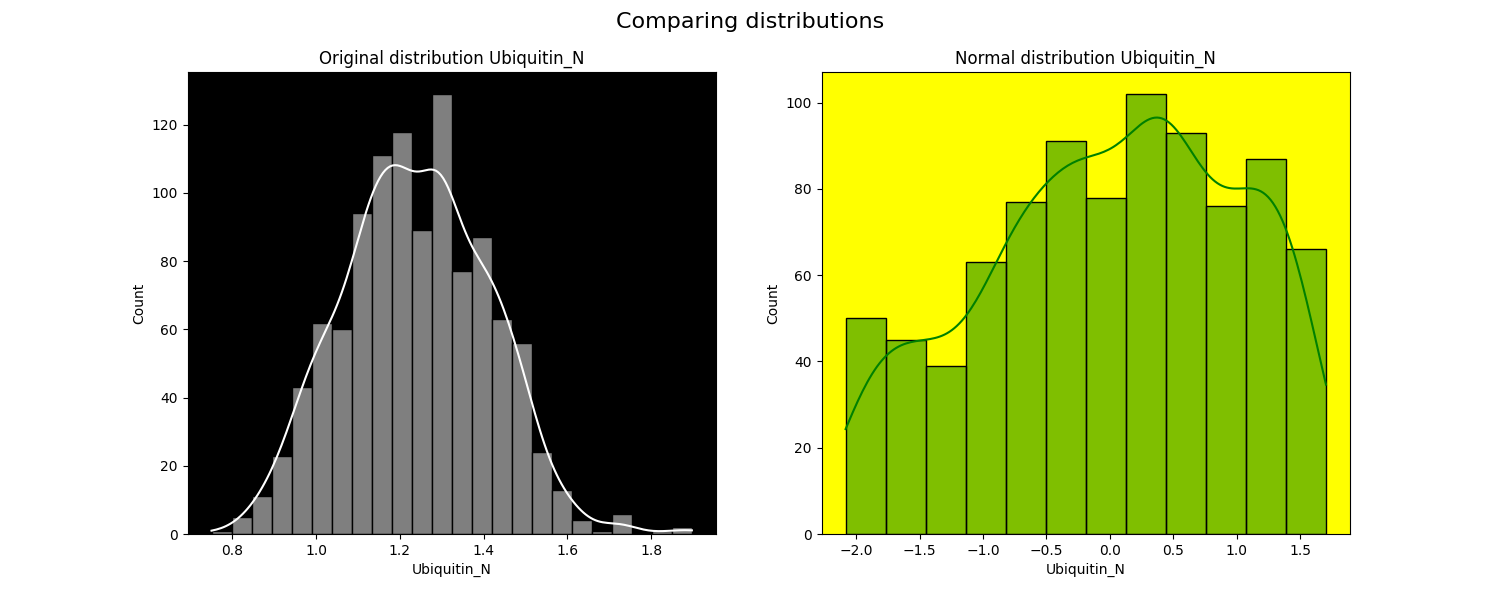 Comparing distributions
Original distribution Ubiquitin_N
Count
120
100
80
60
40
20
0
0.8 1.0 1.2 1.4 1.6 1.8
Ubiquitin_N
Normal distribution Ubiquitin_N
Count
100
80
60
40
20
0
−2.0 −1.5 −1.0 −0.5 0.0 0.5 1.0 1.5
Ubiquitin_N